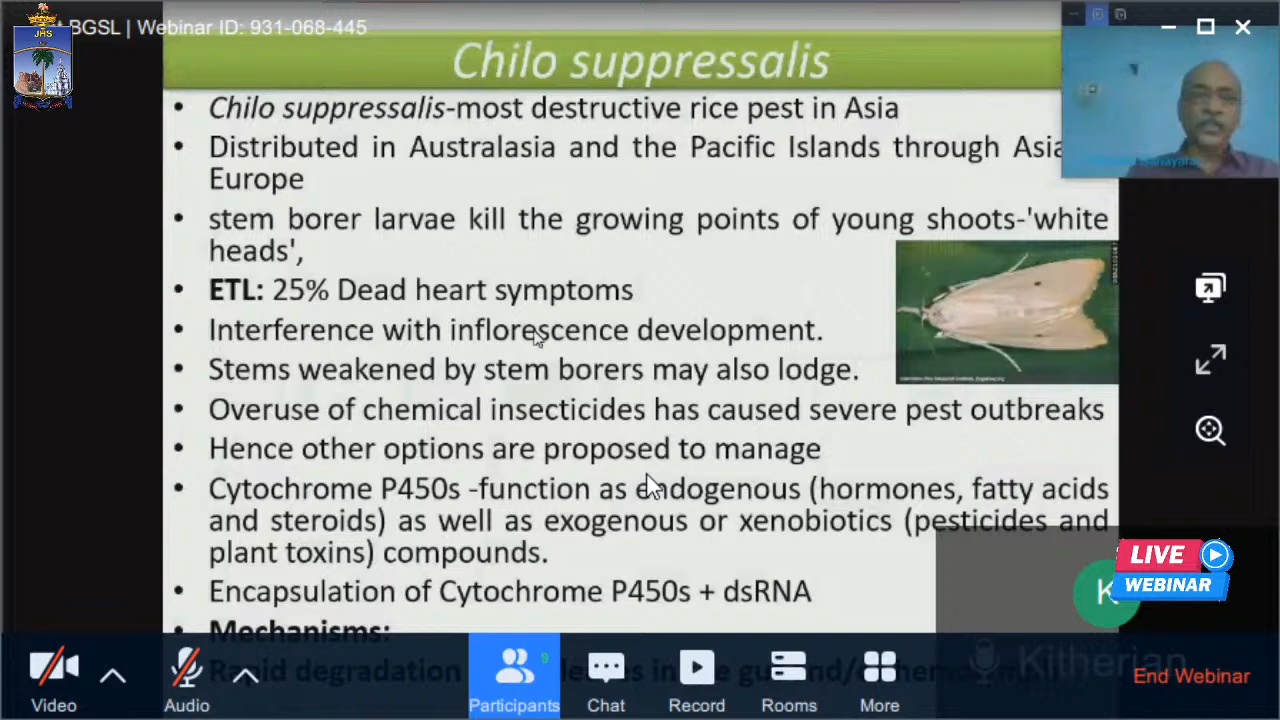 BGSL | Webinar ID: 931-068-445
JHS
Chilo suppressalis
• Chilo suppressalis-most destructive rice pest in Asia
• Distributed in Australasia and the Pacific Islands through Asia
Europe
• stem borer larvae kill the growing points of young shoots-'white
heads',
• ETL: 25% Dead heart symptoms
• Interference with inflorescence development.
• Stems weakened by stem borers may also lodge.
• Overuse of chemical insecticides has caused severe pest outbreaks
• Hence other options are proposed to manage
• Cytochrome P450s -function as endogenous (hormones, fatty acids
and steroids) as well as exogenous or xenobiotics (pesticides and
plant toxins) compounds.
• Encapsulation of Cytochrome P450s + dsRNA
• Mechanisms:
Rapid degradation
LIVE
WEBINAR
K
Kitherian
Video
Audio
Participants
9
Chat
Record
Rooms
More
End Webinar